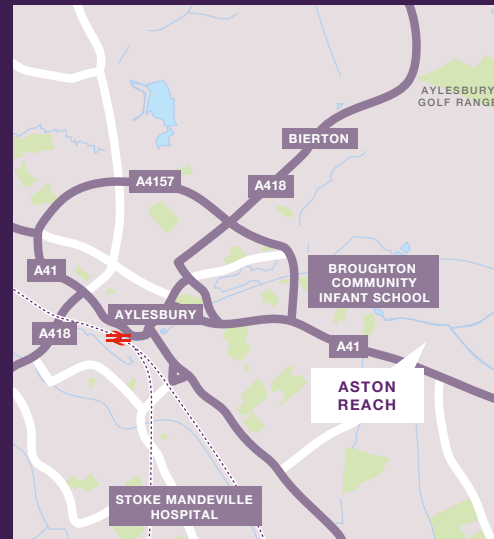 AYLESBURY
GOLF RANGE
BIERTON
A4157
A418
A41
BROUGHTON
COMMUNITY
INFANT SCHOOL
AYLESBURY
A418
A41
ASTON
REACH
STOKE MANDEVILLE
HOSPITAL